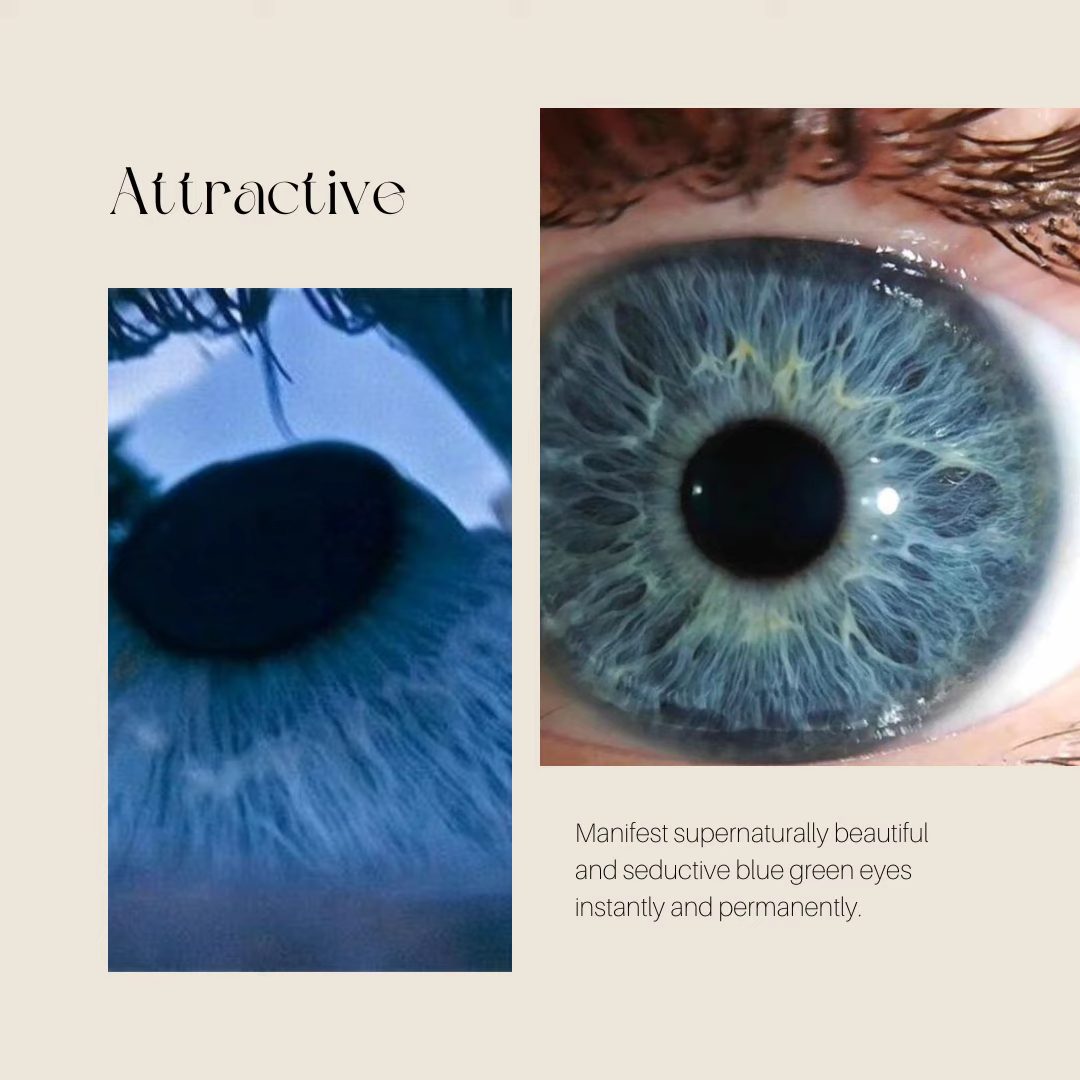 Attractive
Manifest supernaturally beautiful
and seductive blue green eyes
instantly and permanently.